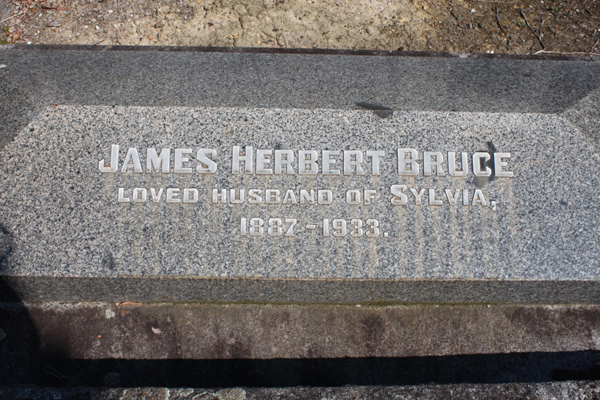 JAMES HERBERT BRUCE
LOVED HUSBAND OF SYLVIA,
1887-1933.